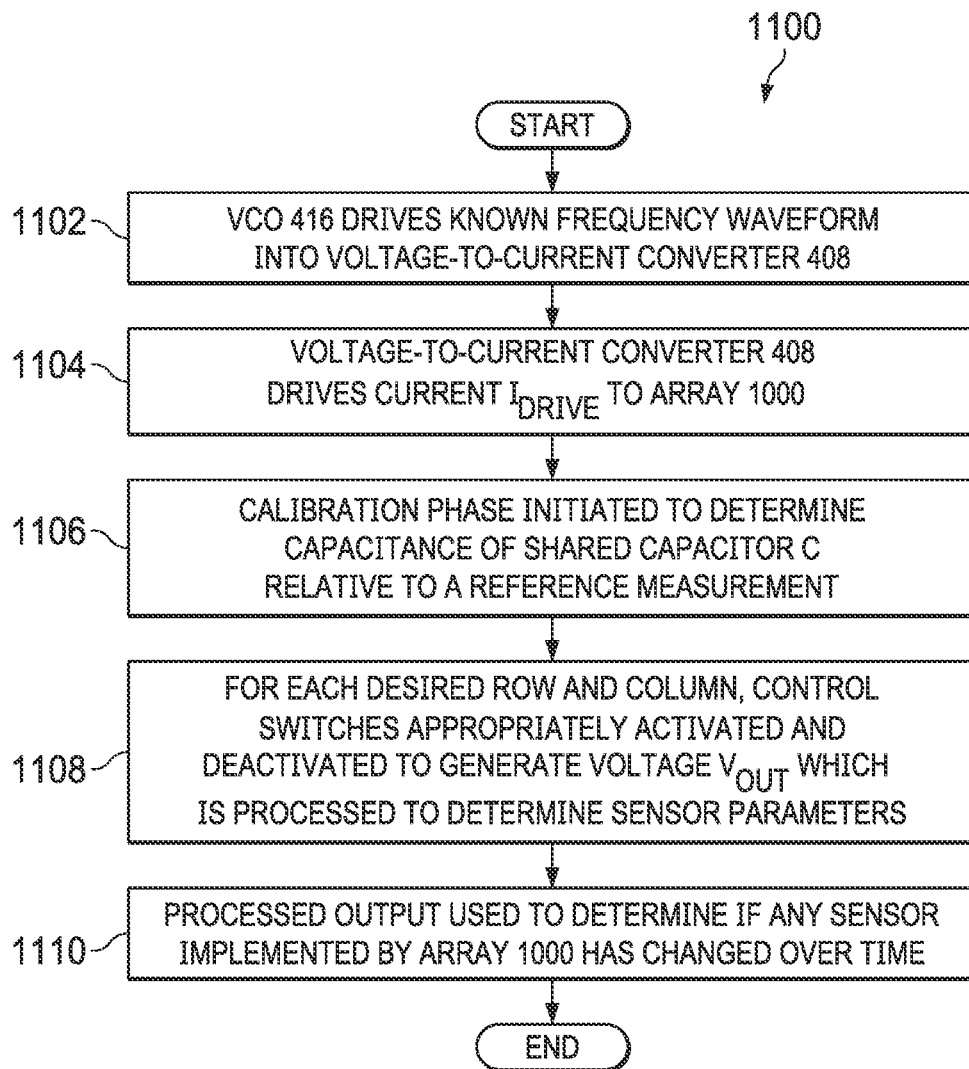 1100
START
1102
VCO 416 DRIVES KNOWN FREQUENCY WAVEFORM
INTO VOLTAGE-TO-CURRENT CONVERTER 408
1104
VOLTAGE-TO-CURRENT CONVERTER 408
DRIVES CURRENT IDRIVE TO ARRAY 1000
1106
CALIBRATION PHASE INITIATED TO DETERMINE
CAPACITANCE OF SHARED CAPACITOR C
RELATIVE TO A REFERENCE MEASUREMENT
1108
FOR EACH DESIRED ROW AND COLUMN, CONTROL
SWITCHES APPROPRIATELY ACTIVATED AND
DEACTIVATED TO GENERATE VOLTAGE VOUT WHICH
IS PROCESSED TO DETERMINE SENSOR PARAMETERS
1110
PROCESSED OUTPUT USED TO DETERMINE IF ANY SENSOR
IMPLEMENTED BY ARRAY 1000 HAS CHANGED OVER TIME
END